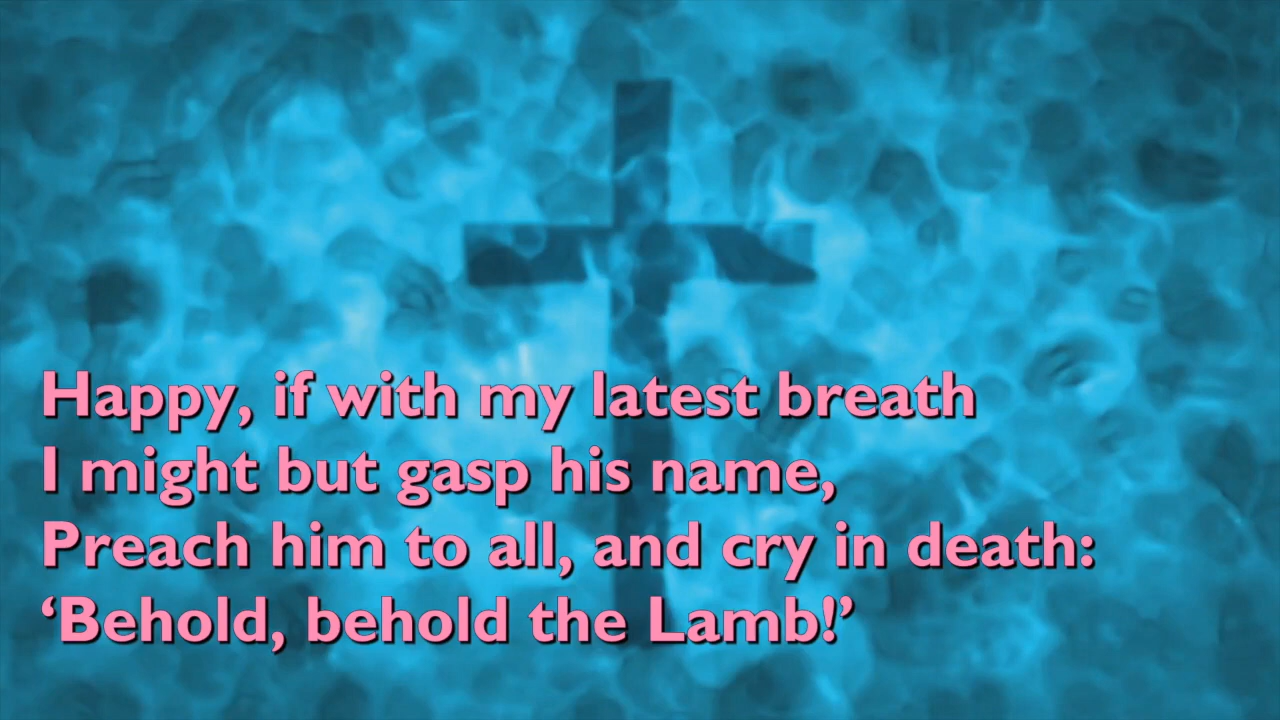 Happy, if with my latest breath
I might but gasp his name,
Preach him to all, and cry in death:
‘Behold, behold the Lamb!’